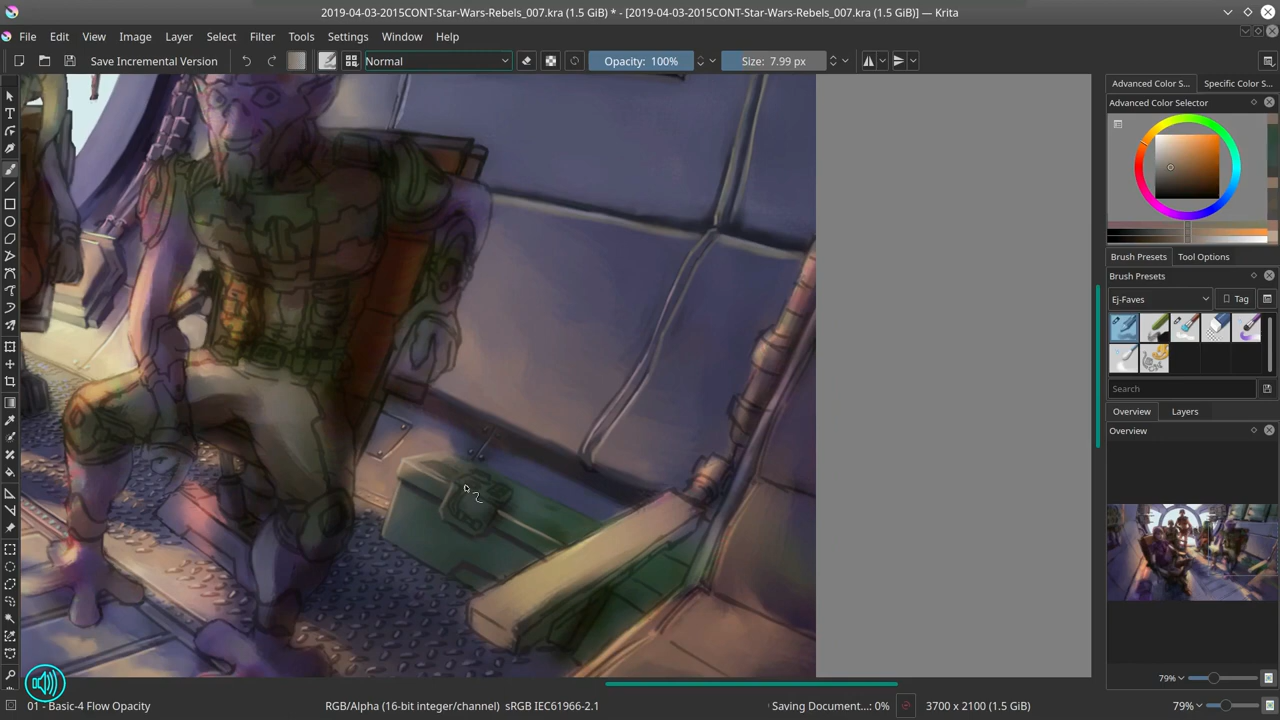 2019-04-03-2015CONT-Star-Wars-Rebels_007.kra (1.5 GiB) * - [2019-04-03-2015CONT-Star-Wars-Rebels_007.kra (1.5 GiB)] — Krita
File Edit View Image Layer Select Filter Tools Settings Window Help
Save Incremental Version Normal Opacity: 100% Size: 7.99 px
Advanced Color S... Specific Color S...
Advanced Color Selector
Brush Presets Tool Options
Brush Presets
Ej-Faves Tag
Search
Overview Layers
Overview
79%
01 - Basic-4 Flow Opacity RGB/Alpha (16-bit integer/channel) sRGB IEC61966-2.1 Saving Document...: 0% 3700 x 2100 (1.5 GiB) 79%